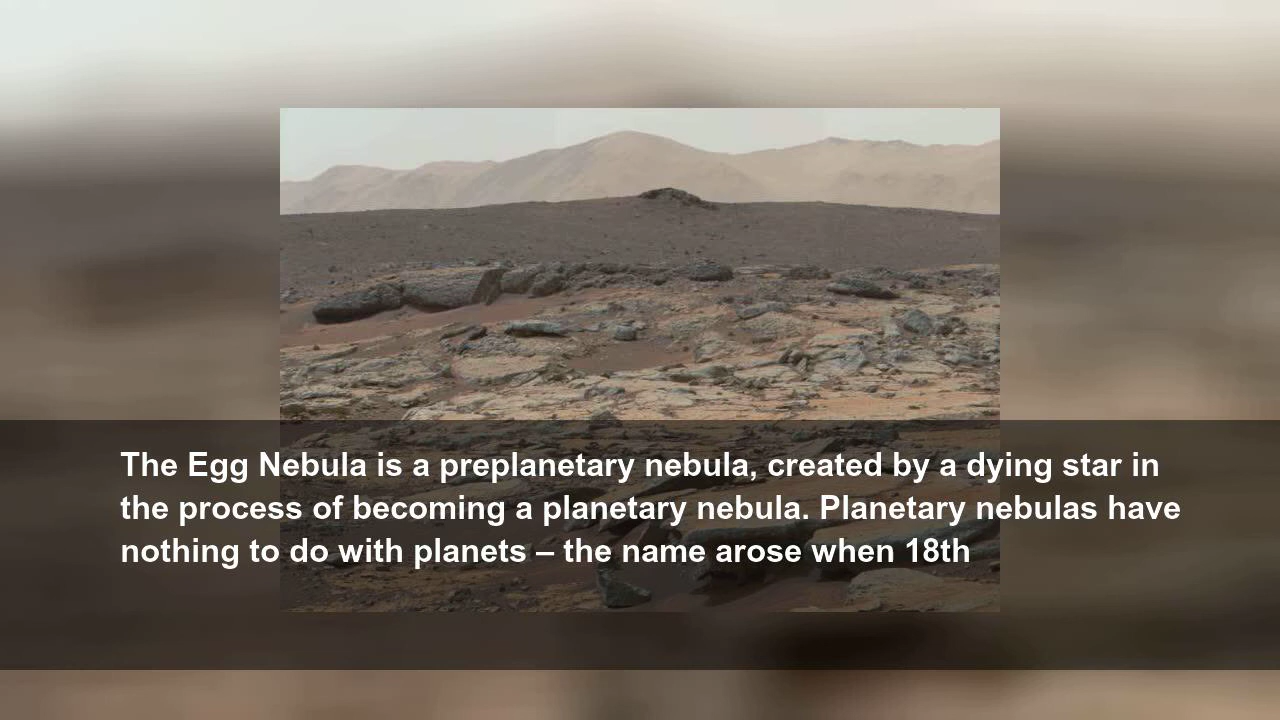 The Egg Nebula is a preplanetary nebula, created by a dying star in
the process of becoming a planetary nebula. Planetary nebulas have
nothing to do with planets – the name arose when 18th